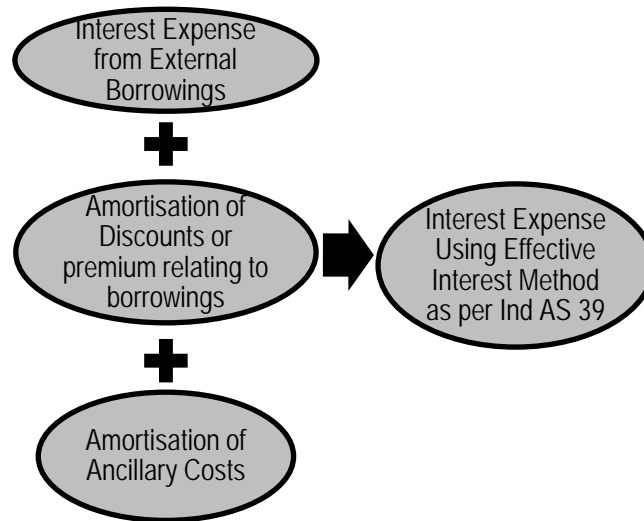 Interest Expense
from External
Borrowings
Amortisation of
Discounts or
premium relating to
borrowings
Interest Expense
Using Effective
Interest Method
as per Ind AS 39
Amortisation of
Ancillary Costs